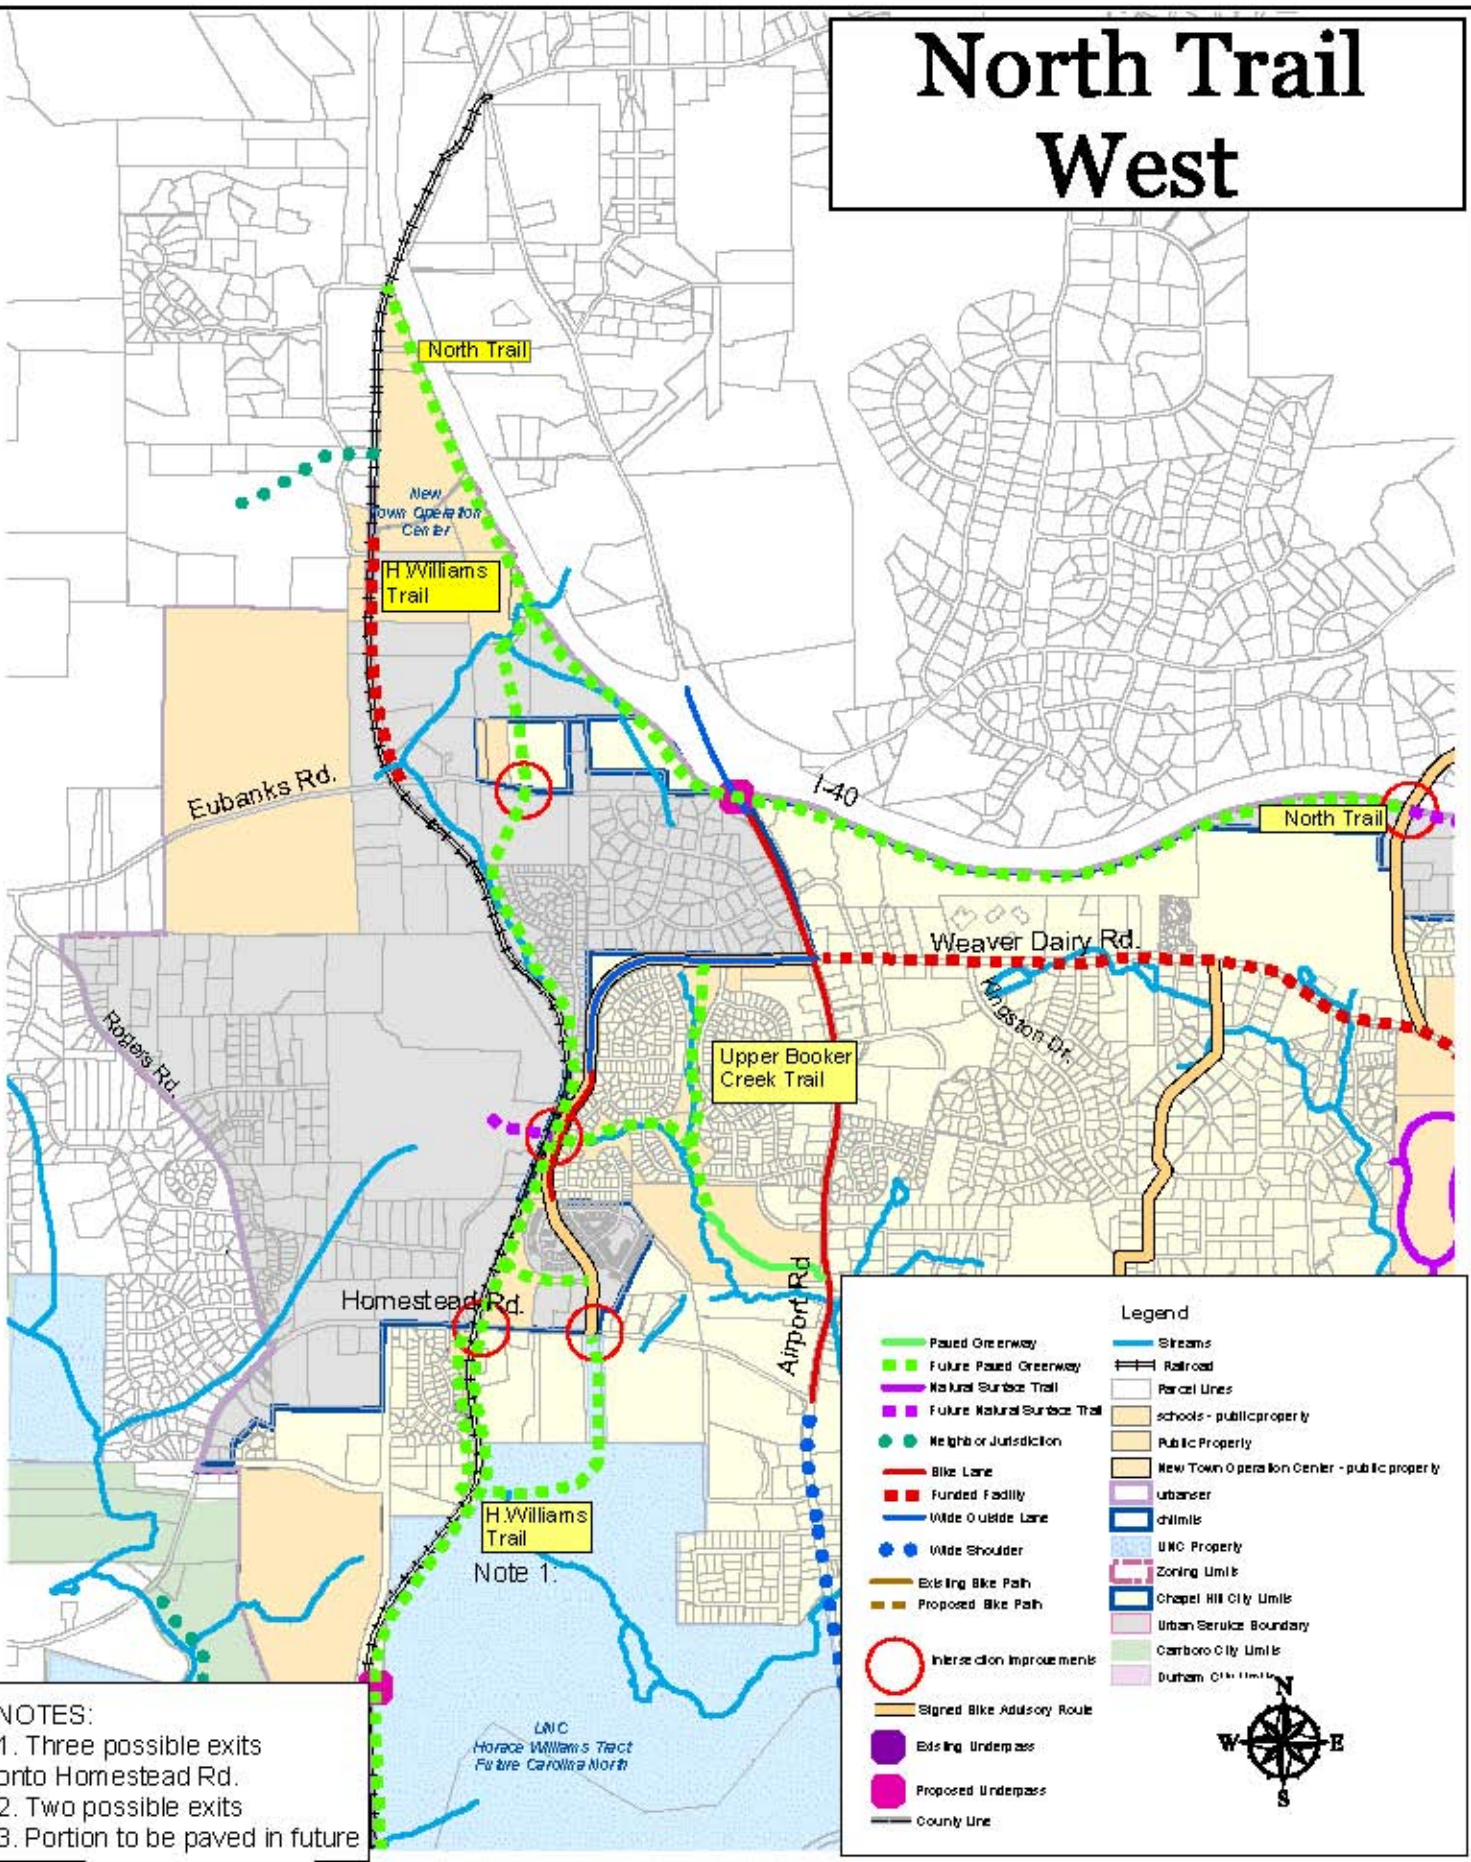 North Trail
West
North Trail
New
Town Operation
Center
H.Williams
Trail
Eubanks Rd.
I-40
North Trail
Weaver Dairy Rd.
Kingston Dr.
Rogers Rd.
Upper Booker
Creek Trail
Homestead Rd.
Airport Rd
H.Williams
Trail
Note 1:
UNC
Horace Williams Tract
Future Carolina North
NOTES:
1. Three possible exits
onto Homestead Rd.
2. Two possible exits
3. Portion to be paved in future
Legend
Paved Greenway
Future Paved Greenway
Natural Surface Trail
Future Natural Surface Trail
Neighbor Jurisdiction
Bike Lane
Funded Facility
Wide Outside Lane
Wide Shoulder
Existing Bike Path
Proposed Bike Path
Intersection Improvements
Signed Bike Advisory Route
Existing Underpass
Proposed Underpass
County Line
Streams
Railroad
Parcel Lines
schools - publicproperty
Public Property
New Town Operation Center - public property
urbanser
chlimits
UNC Property
Zoning Limits
Chapel Hill City Limits
Urban Service Boundary
Carrboro City Limits
Durham City Limits
N
W
E
S